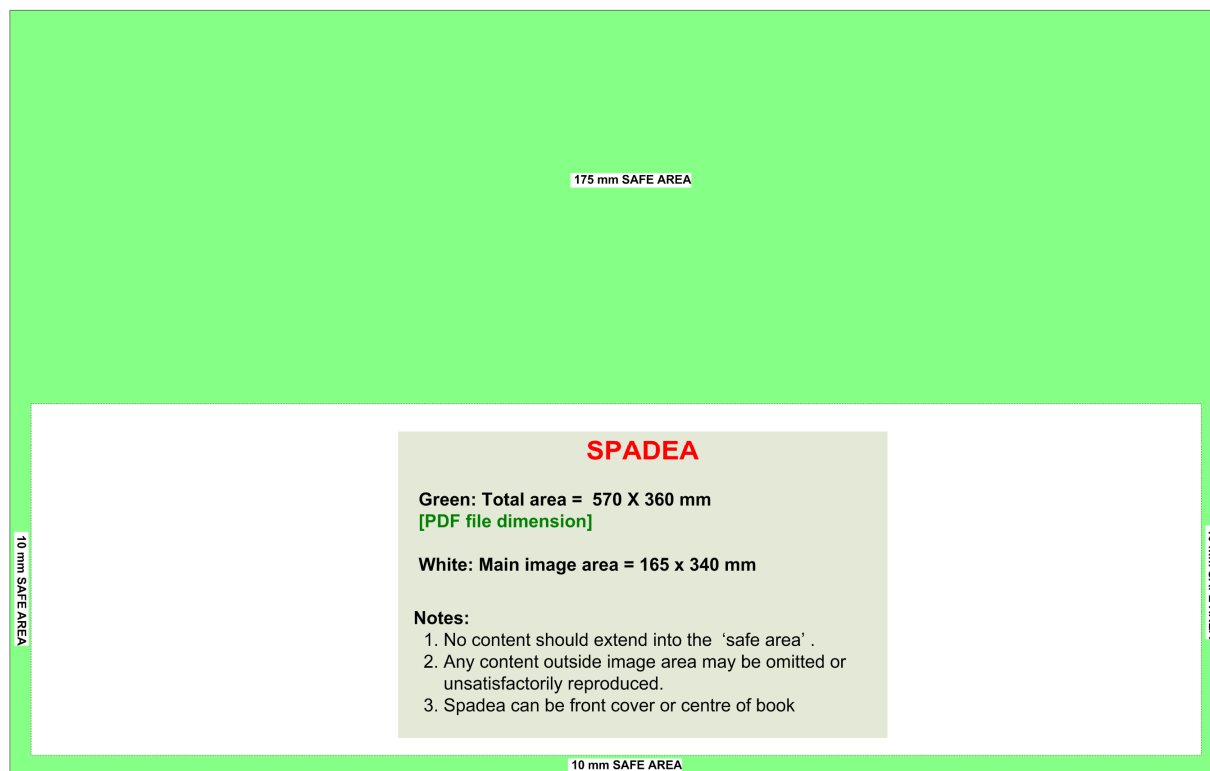 175 mm SAFE AREA
SPADEA
Green: Total area =  570 X 360 mm
[PDF file dimension]
White: Main image area = 165 x 340 mm
10 mm SAFE AREA
Notes:
1. No content should extend into the  ‘safe area’ .
2. Any content outside image area may be omitted or
unsatisfactorily reproduced.
3. Spadea can be front cover or centre of book
10 mm SAFE AREA